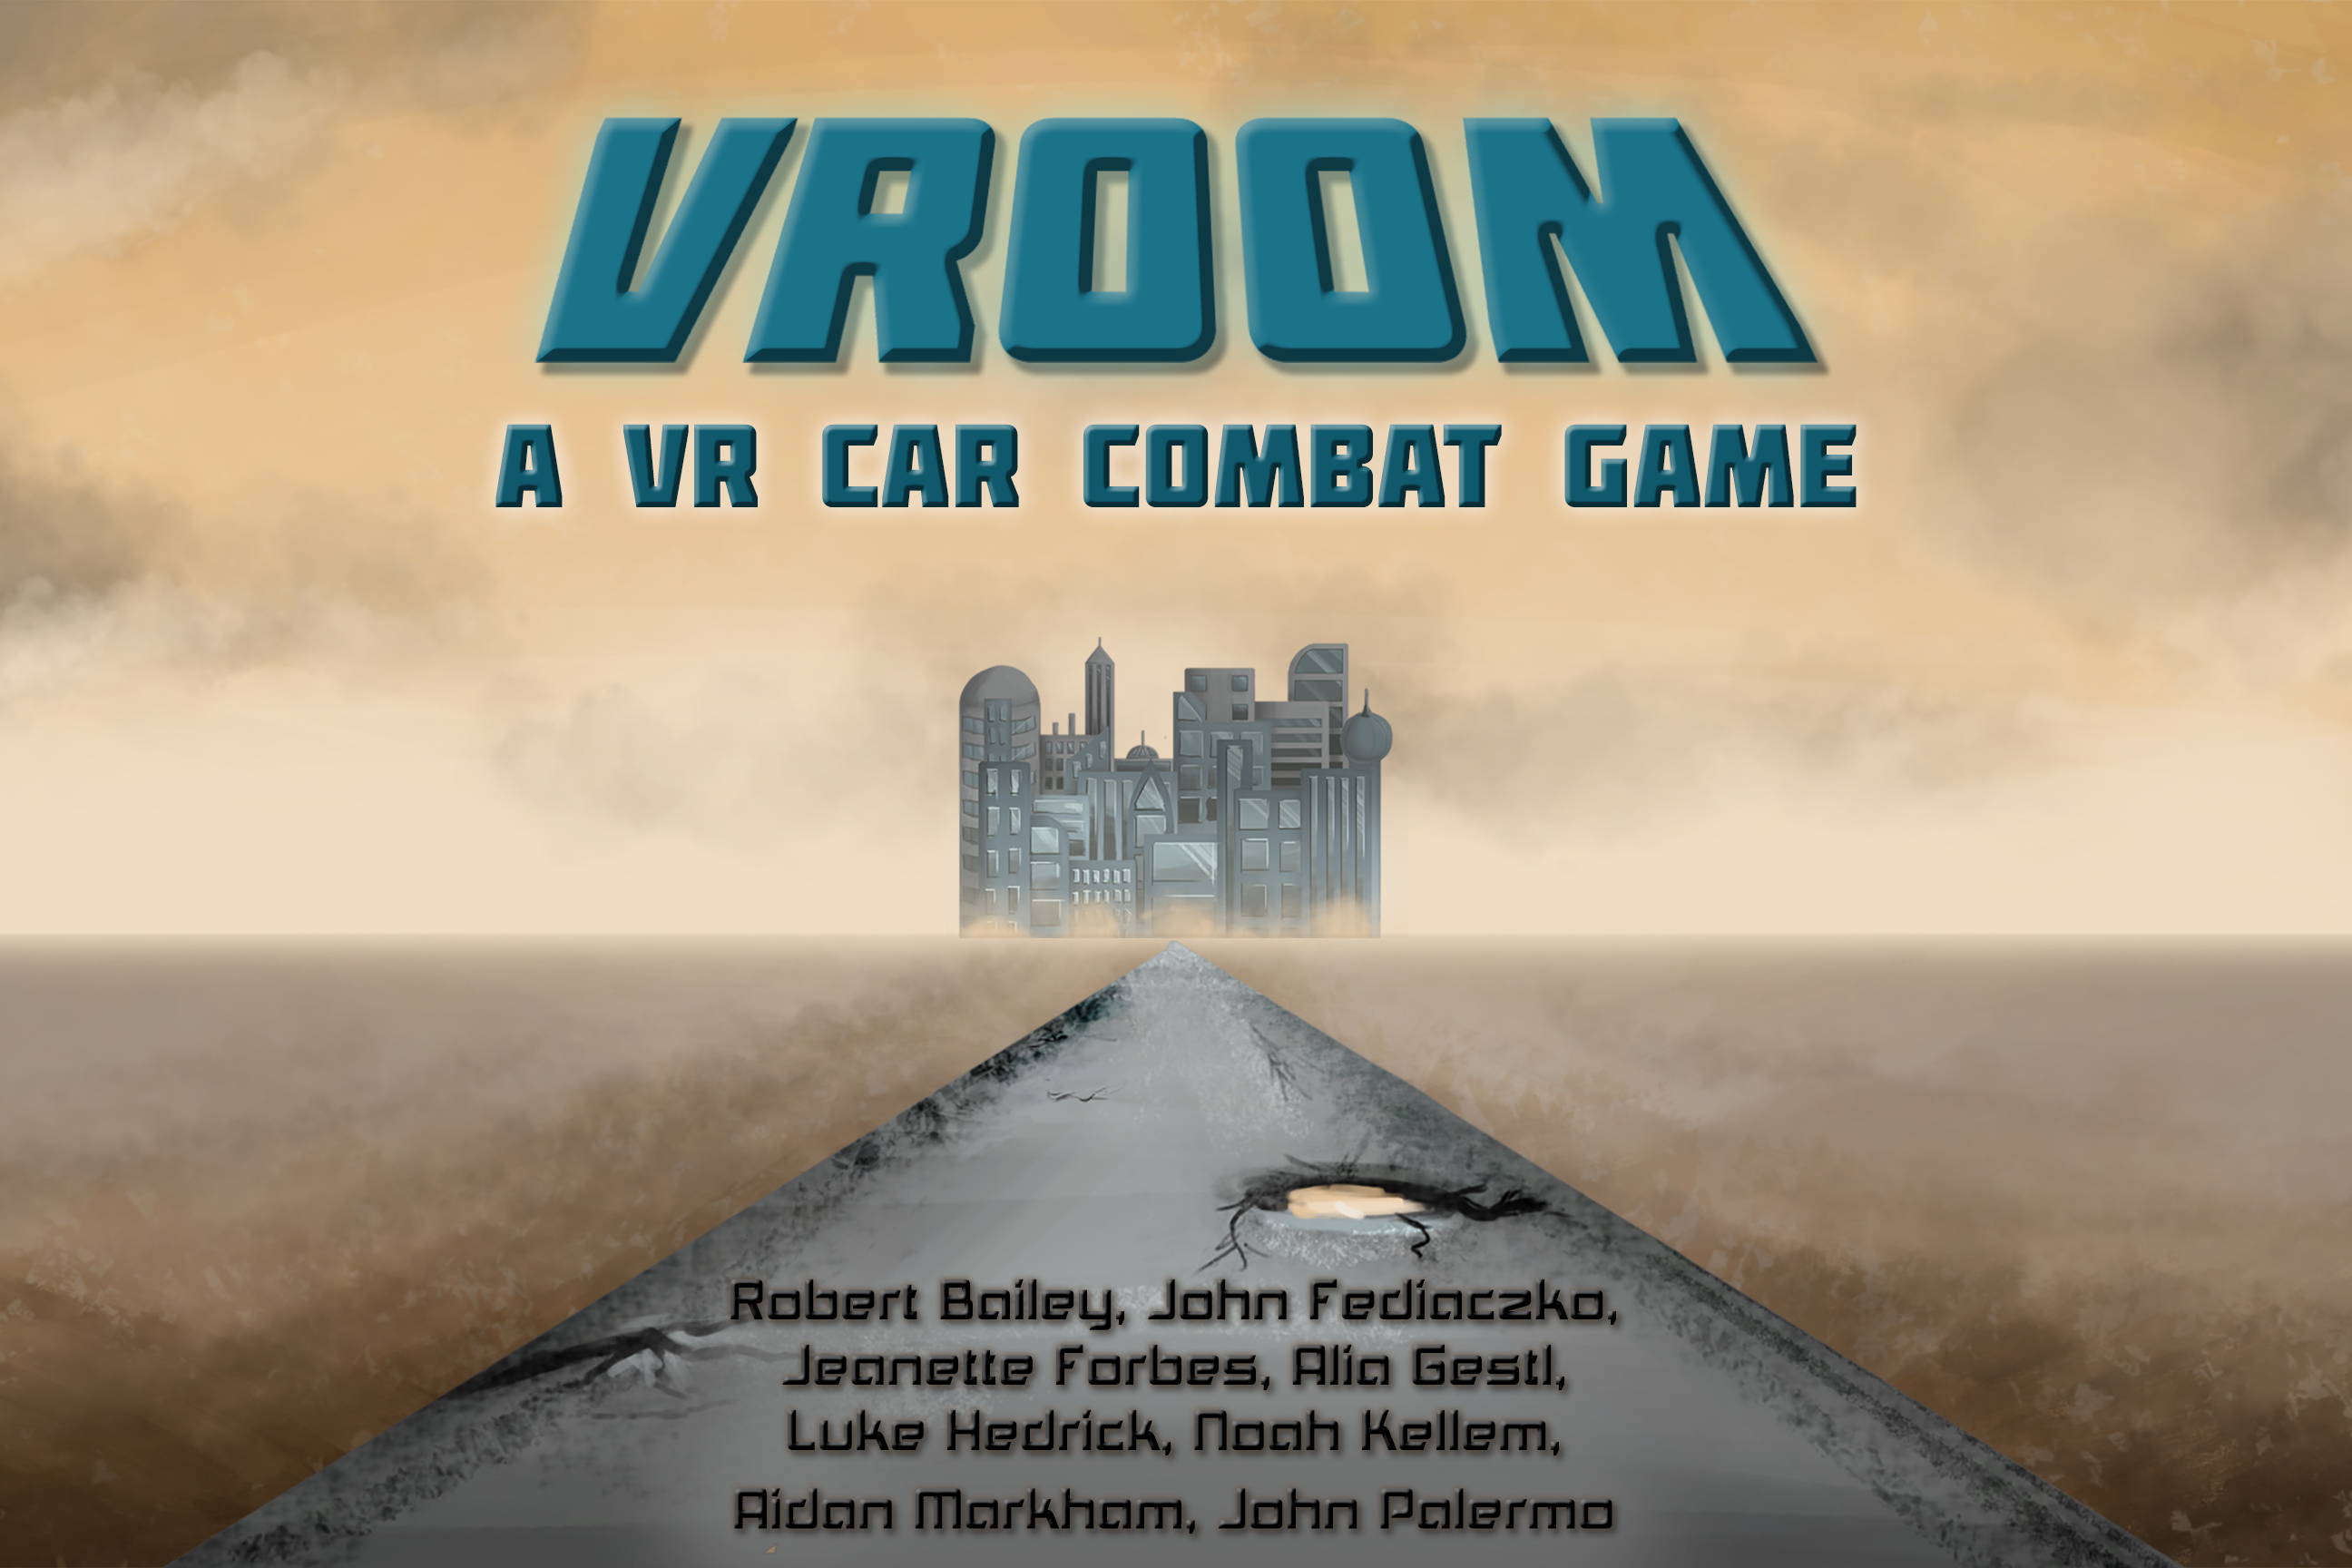 VROOM
A VR CAR COMBAT GAME
Robert Bailey, John Fediaczko,
Jeanette Forbes, Alia Gestl,
Luke Hedrick, Noah Kellem,
Aidan Markham, John Palermo